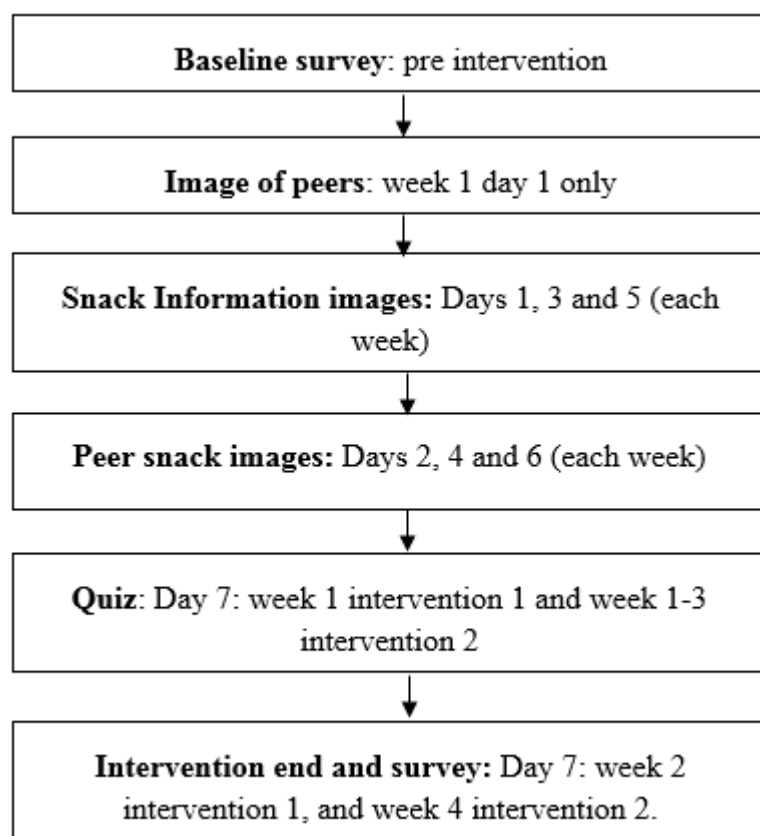 Baseline survey: pre intervention
Image of peers: week 1 day 1 only
Snack Information images: Days 1, 3 and 5 (each
week)
Peer snack images: Days 2, 4 and 6 (each week)
Quiz: Day 7: week 1 intervention 1 and week 1-3
intervention 2
Intervention end and survey: Day 7: week 2
intervention 1, and week 4 intervention 2.